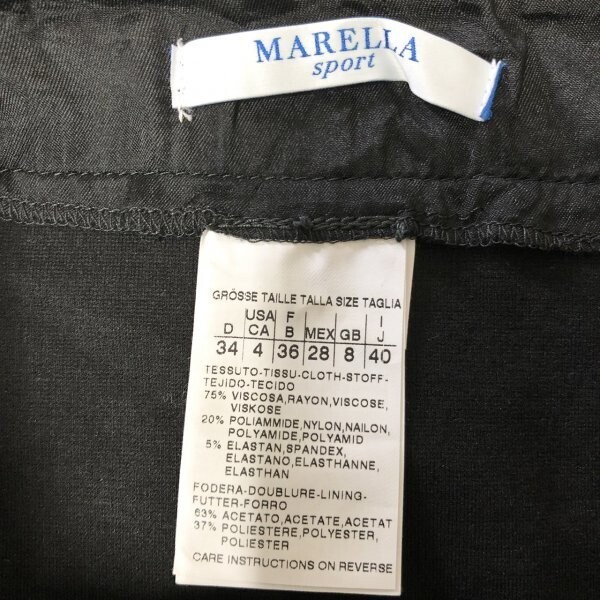 MARELLA
sport
GRÖSSE TAILLE TALLA SIZE TAGLIA
D USA CA F B MEX GB I J
34 4 36 28 8 40
TESSUTO-TISSU-CLOTH-STOFF-
TEJIDO-TECIDO
75% VISCOSA,RAYON,VISCOSE,
VISKOSE
20% POLIAMMIDE,NYLON,NAILON,
POLYAMIDE,POLYAMID
5% ELASTAN,SPANDEX,
ELASTANO,ELASTHANNE,
ELASTHAN
FODERA-DOUBLURE-LINING-
FUTTER-FORRO
63% ACETATO,ACETATE,ACETAT
37% POLIESTERE,POLYESTER,
POLIESTER
CARE INSTRUCTIONS ON REVERSE